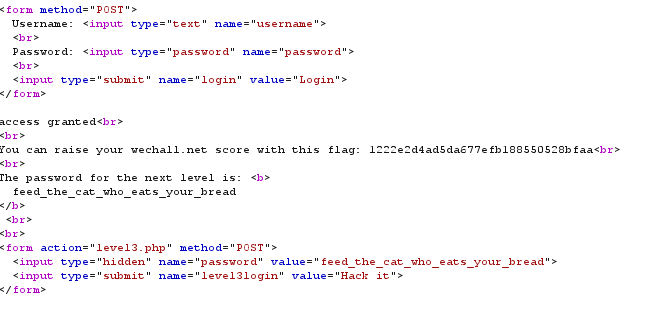 <form method="POST">
Username: <input type="text" name="username">
<br>
Password: <input type="password" name="password">
<br>
<input type="submit" name="login" value="Login">
</form>
access granted<br>
<br>
You can raise your wechall.net score with this flag: 1222e2d4ad5da677efb188550528bfaa<br>
<br>
The password for the next level is: <b>
feed_the_cat_who_eats_your_bread
</b>
<br>
<br>
<form action="level3.php" method="POST">
<input type="hidden" name="password" value="feed_the_cat_who_eats_your_bread">
<input type="submit" name="level3login" value="Hack it">
</form>